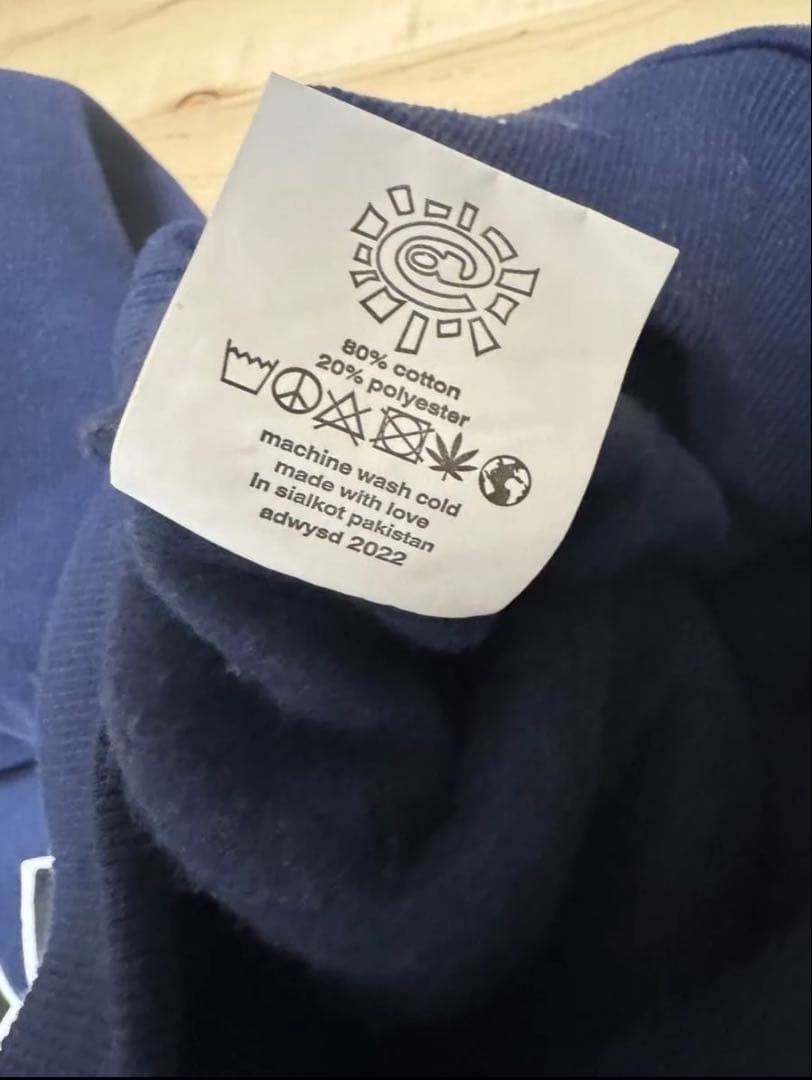 @
80% cotton
20% polyester
machine wash cold
made with love
In sialkot pakistan
adwysd 2022